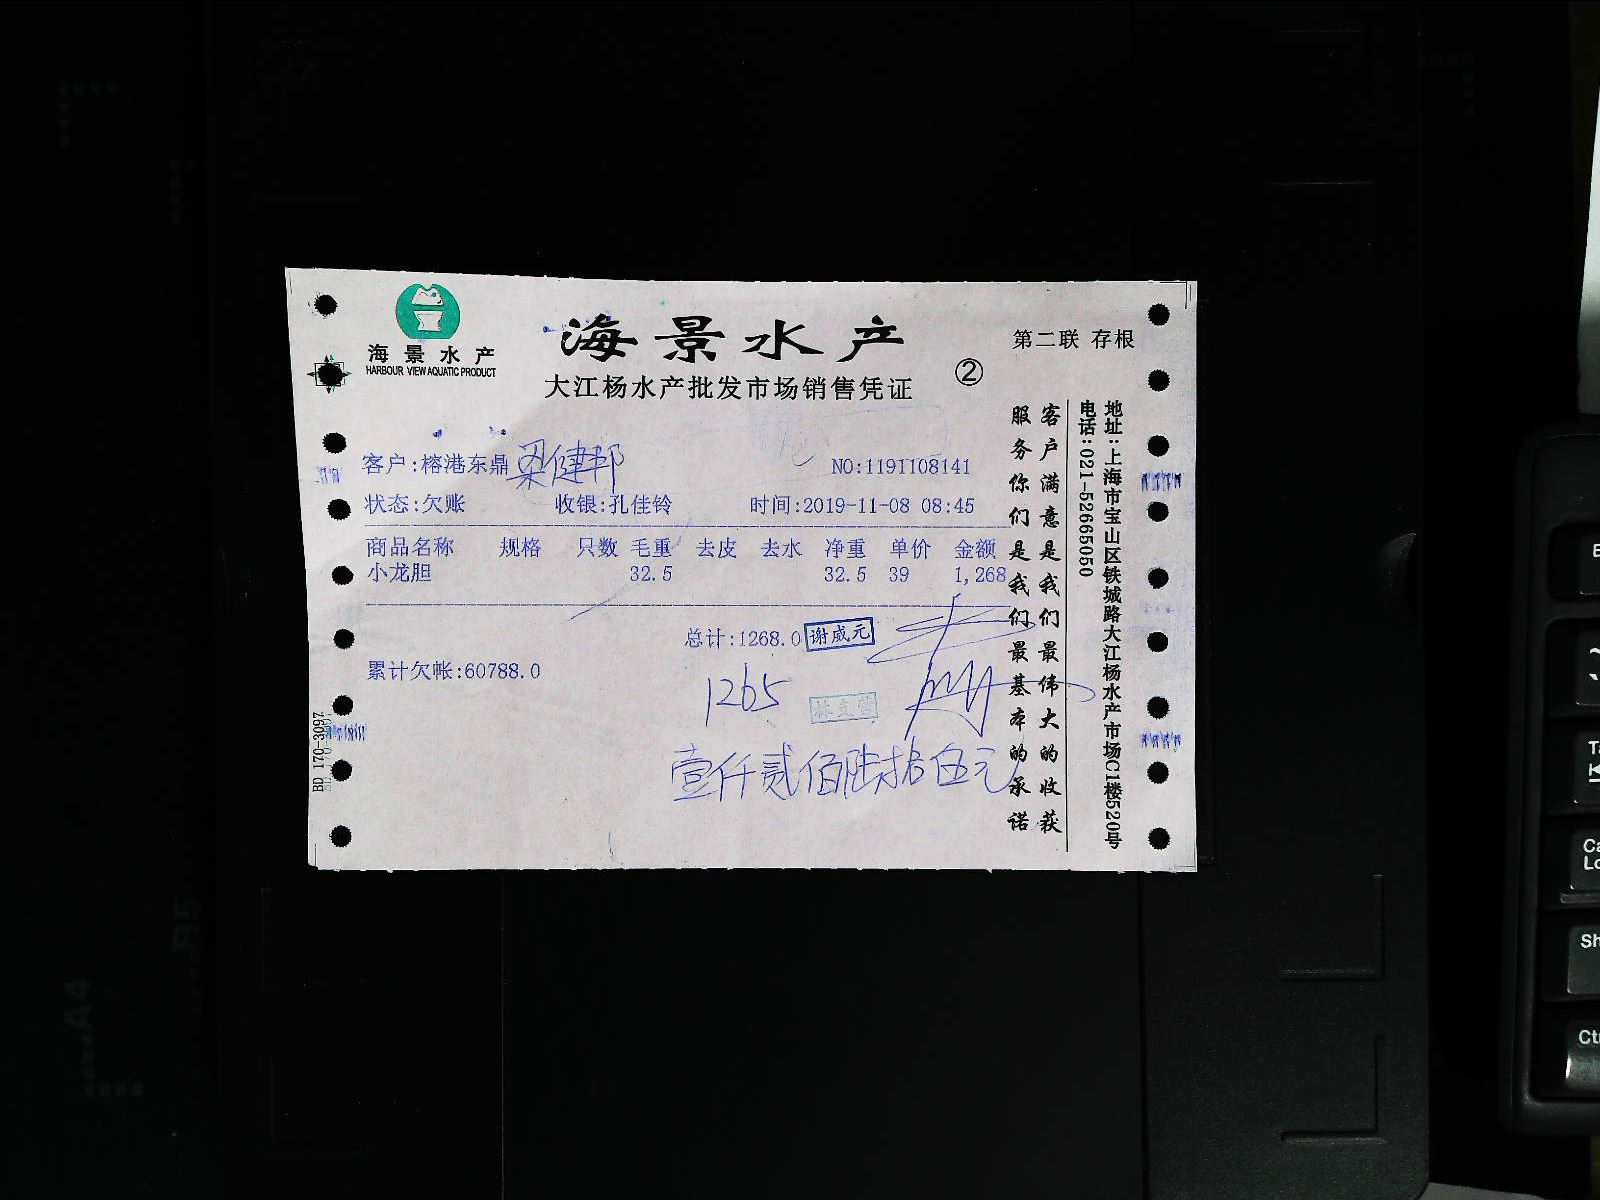 海景水产
HARBOUR VIEW AQUATIC PRODUCT
海景水产
大江杨水产批发市场销售凭证
②
第二联 存根
客户:榕港东鼎 梁健邦
NO:1191108141
状态:欠账 收银:孔佳铃 时间:2019-11-08 08:45
商品名称 规格 只数 毛重 去皮 去水 净重 单价 金额
小龙胆 32.5 32.5 39 1,268
总计:1268.0 谢威元
累计欠帐:60788.0
1265
壹仟贰佰陆拾伍元
客户满意是我们最伟大的收获
服务你们是我们最基本的承诺
地址:上海市宝山区铁城路大江杨水产市场C1楼520号
电话:021-52665050
BD 170-3097
A4
B5